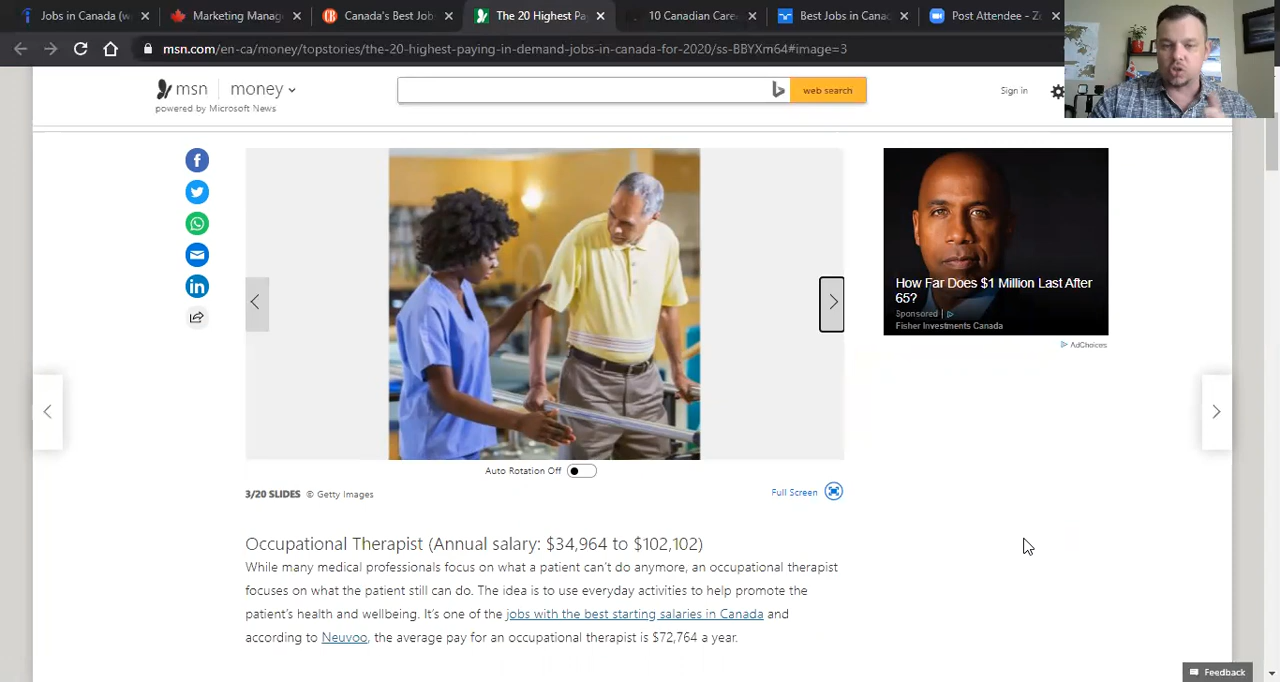 Jobs in Canada (w
Marketing Manag
Canada's Best Job
The 20 Highest Pa
10 Canadian Care
Best Jobs in Canad
Post Attendee - Z
msn.com/en-ca/money/topstories/the-20-highest-paying-in-demand-jobs-in-canada-for-2020/ss-BBYXm64#image=3
msn money
powered by Microsoft News
web search
Sign in
How Far Does $1 Million Last After
65?
Sponsored
Fisher Investments Canada
AdChoices
Auto Rotation Off
3/20 SLIDES © Getty Images
Full Screen
Occupational Therapist (Annual salary: $34,964 to $102,102)
While many medical professionals focus on what a patient can't do anymore, an occupational therapist
focuses on what the patient still can do. The idea is to use everyday activities to help promote the
patient's health and wellbeing. It's one of the jobs with the best starting salaries in Canada and
according to Neuvoo, the average pay for an occupational therapist is $72,764 a year.
Feedback